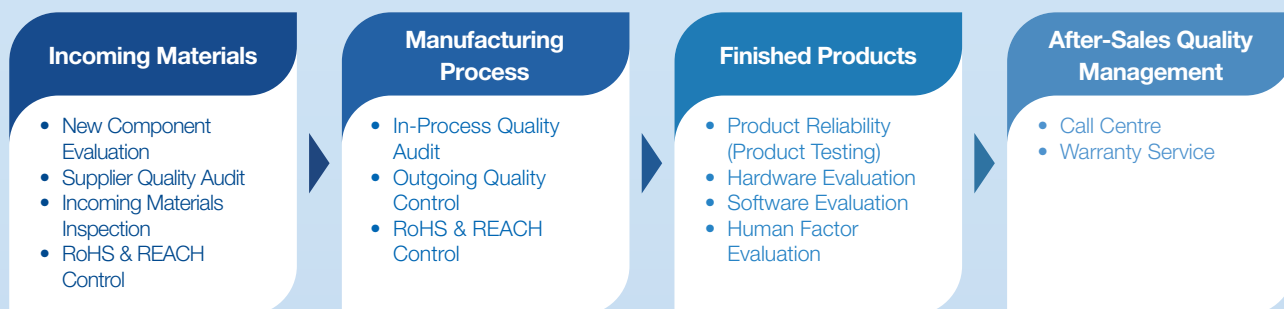 Incoming Materials
• New Component
Evaluation
• Supplier Quality Audit
• Incoming Materials
Inspection
• RoHS & REACH
Control
Manufacturing
Process
• In-Process Quality
Audit
• Outgoing Quality
Control
• RoHS & REACH
Control
Finished Products
• Product Reliability
(Product Testing)
• Hardware Evaluation
• Software Evaluation
• Human Factor
Evaluation
After-Sales Quality
Management
• Call Centre
• Warranty Service